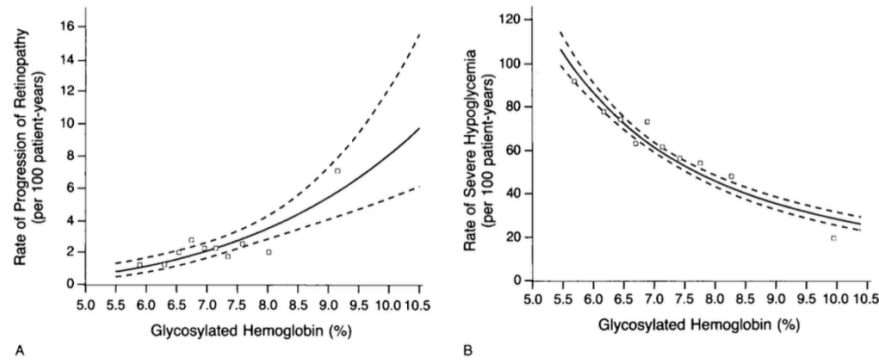 16
14
12
10
8
6
4
2
0
Rate of Progression of Retinopathy
(per 100 patient-years)
5.0 5.5 6.0 6.5 7.0 7.5 8.0 8.5 9.0 9.5 10.0 10.5
Glycosylated Hemoglobin (%)
A
120
100
80
60
40
20
0
Rate of Severe Hypoglycemia
(per 100 patient-years)
5.0 5.5 6.0 6.5 7.0 7.5 8.0 8.5 9.0 9.5 10.0 10.5
Glycosylated Hemoglobin (%)
B